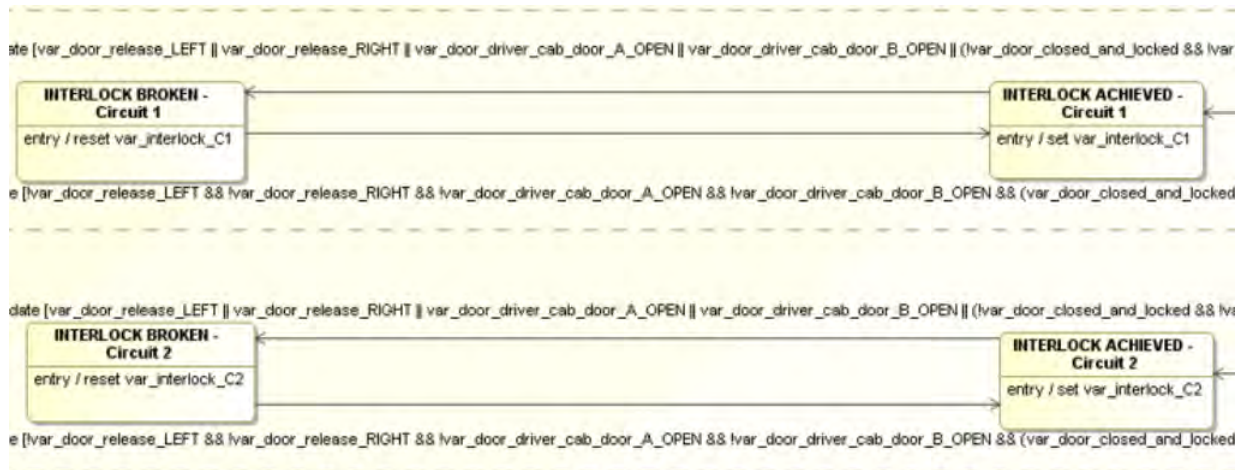 ate [var_door_release_LEFT || var_door_release_RIGHT || var_door_driver_cab_door_A_OPEN || var_door_driver_cab_door_B_OPEN || (!var_door_closed_and_locked && !var
INTERLOCK BROKEN -
Circuit 1
entry / reset var_interlock_C1
INTERLOCK ACHIEVED -
Circuit 1
entry / set var_interlock_C1
e [!var_door_release_LEFT && !var_door_release_RIGHT && !var_door_driver_cab_door_A_OPEN && !var_door_driver_cab_door_B_OPEN && (var_door_closed_and_locked
date [var_door_release_LEFT || var_door_release_RIGHT || var_door_driver_cab_door_A_OPEN || var_door_driver_cab_door_B_OPEN || (!var_door_closed_and_locked && !va
INTERLOCK BROKEN -
Circuit 2
entry / reset var_interlock_C2
INTERLOCK ACHIEVED -
Circuit 2
entry / set var_interlock_C2
e [!var_door_release_LEFT && !var_door_release_RIGHT && !var_door_driver_cab_door_A_OPEN && !var_door_driver_cab_door_B_OPEN && (var_door_closed_and_locked